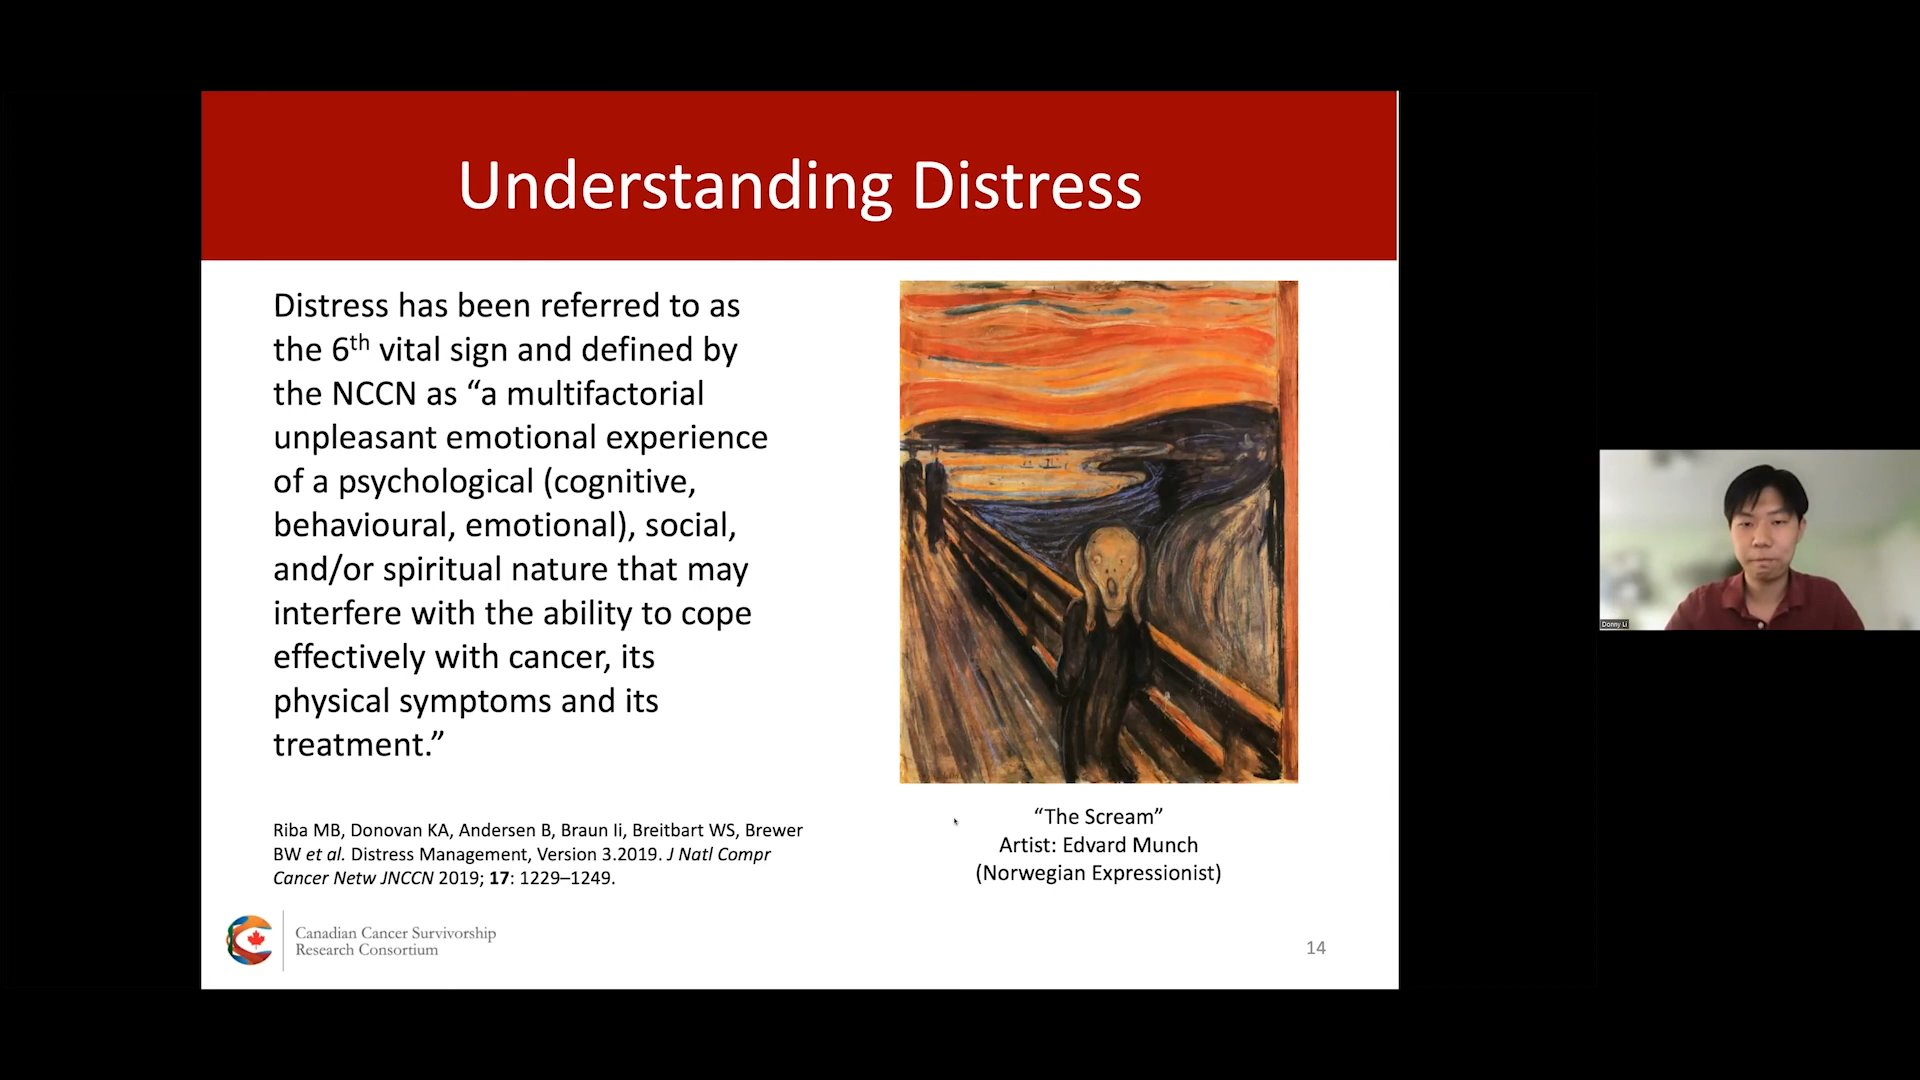 Understanding Distress
Distress has been referred to as
the 6th vital sign and defined by
the NCCN as “a multifactorial
unpleasant emotional experience
of a psychological (cognitive,
behavioural, emotional), social,
and/or spiritual nature that may
interfere with the ability to cope
effectively with cancer, its
physical symptoms and its
treatment.”
Riba MB, Donovan KA, Andersen B, Braun Ii, Breitbart WS, Brewer
BW et al. Distress Management, Version 3.2019. J Natl Compr
Cancer Netw JNCCN 2019; 17: 1229–1249.
“The Scream”
Artist: Edvard Munch
(Norwegian Expressionist)
Canadian Cancer Survivorship
Research Consortium
14
Donny Li